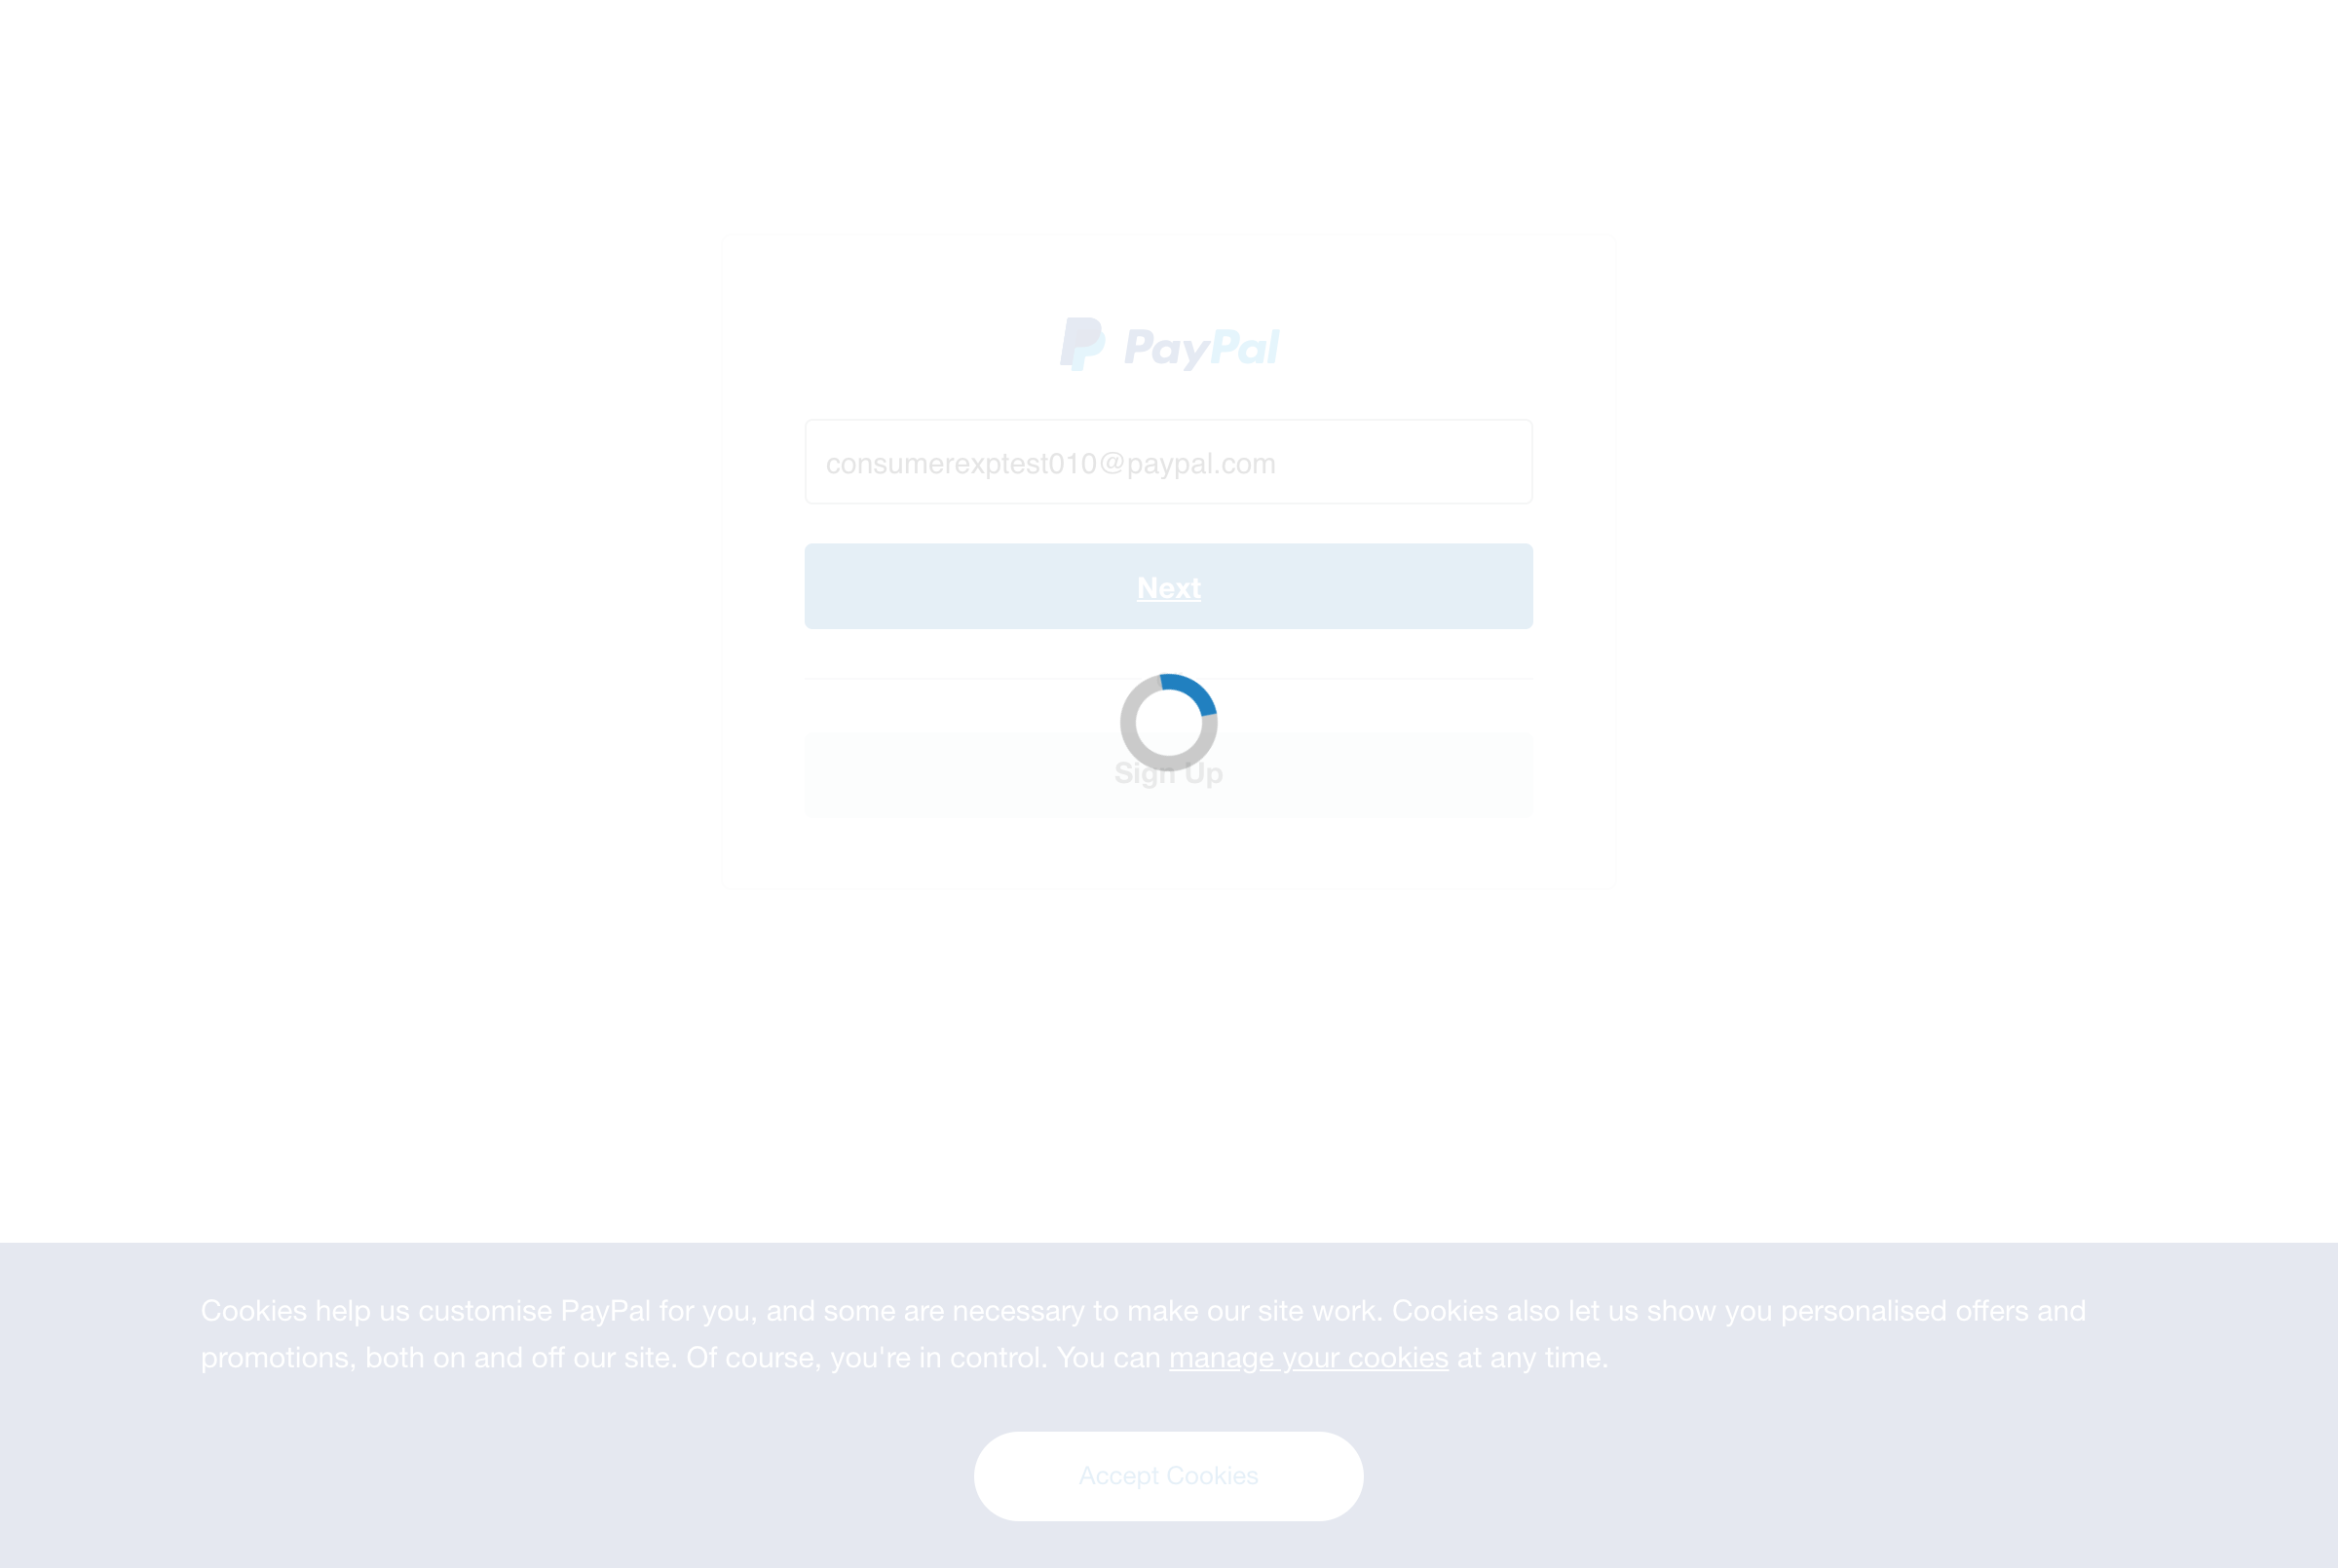 PayPal
consumerexptest010@paypal.com
Next
Sign Up
Cookies help us customise PayPal for you, and some are necessary to make our site work. Cookies also let us show you personalised offers and
promotions, both on and off our site. Of course, you're in control. You can manage your cookies at any time.
Accept Cookies